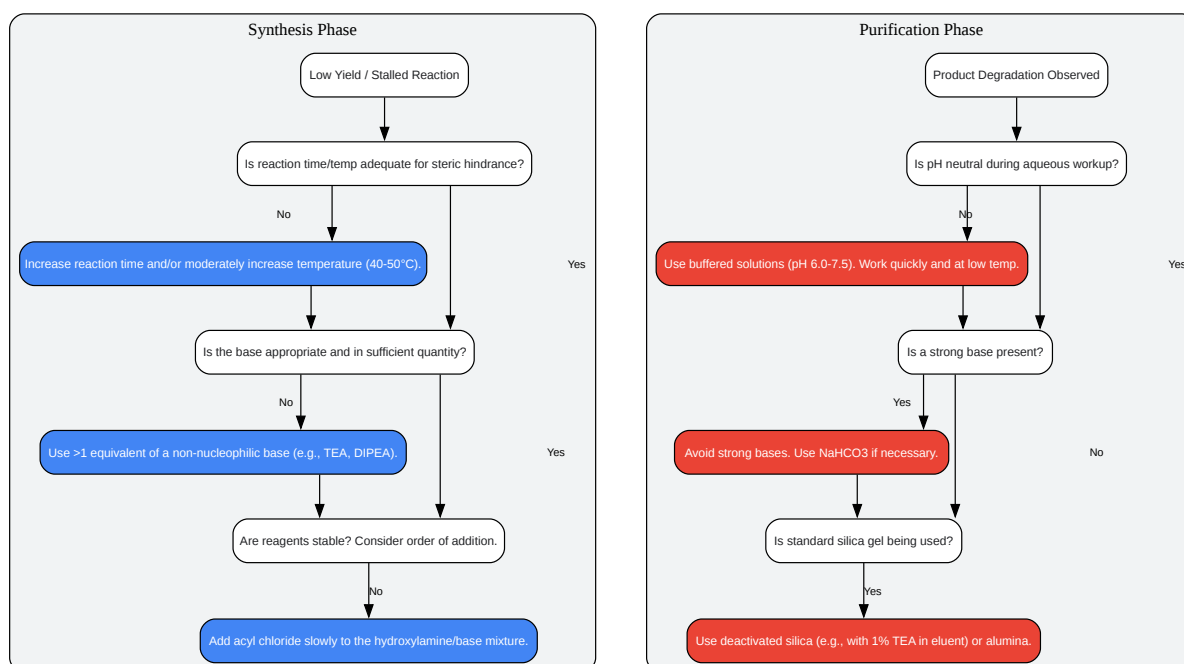 Synthesis Phase
Low Yield / Stalled Reaction
Is reaction time/temp adequate for steric hindrance?
No
Increase reaction time and/or moderately increase temperature (40-50°C).
Yes
Is the base appropriate and in sufficient quantity?
No
Use >1 equivalent of a non-nucleophilic base (e.g., TEA, DIPEA).
Yes
Are reagents stable? Consider order of addition.
No
Add acyl chloride slowly to the hydroxylamine/base mixture.
Purification Phase
Product Degradation Observed
Is pH neutral during aqueous workup?
No
Use buffered solutions (pH 6.0-7.5). Work quickly and at low temp.
Yes
Is a strong base present?
Yes
Avoid strong bases. Use NaHCO3 if necessary.
No
Is standard silica gel being used?
Yes
Use deactivated silica (e.g., with 1% TEA in eluent) or alumina.